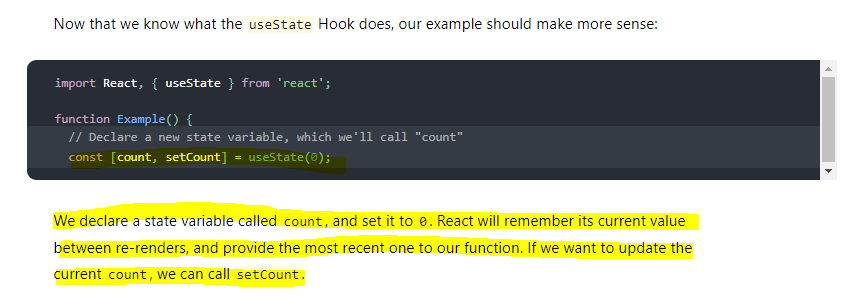 Now that we know what the useState Hook does, our example should make more sense:
import React, { useState } from 'react';
function Example() {
// Declare a new state variable, which we'll call "count"
const [count, setCount] = useState(0);
We declare a state variable called count, and set it to 0. React will remember its current value
between re-renders, and provide the most recent one to our function. If we want to update the
current count, we can call setCount.